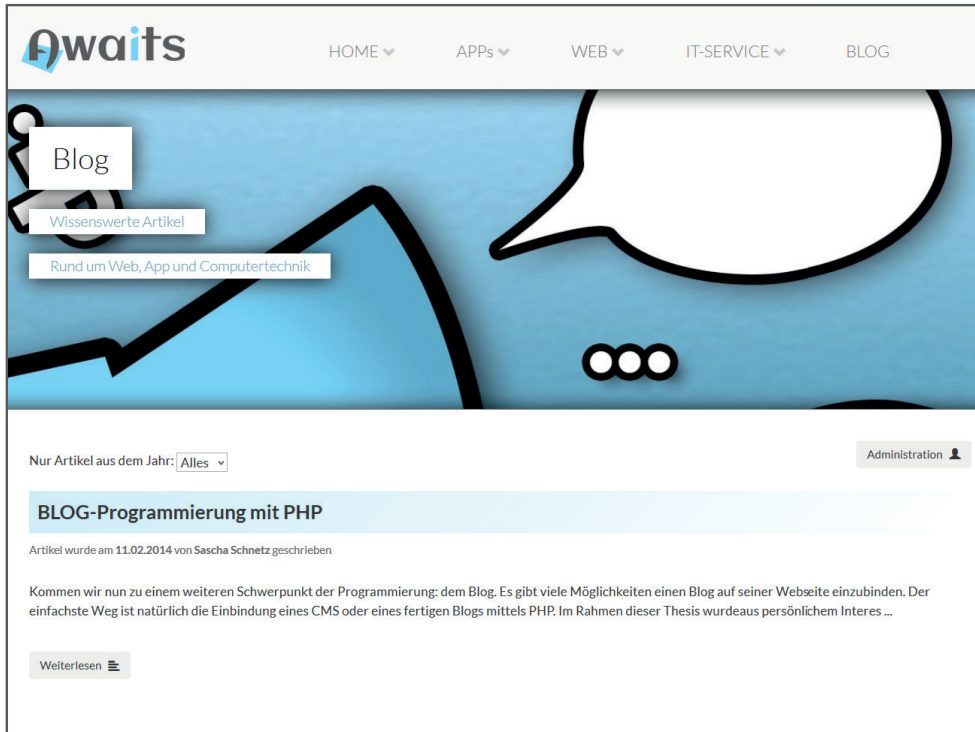 Awaits
HOME APPs WEB IT-SERVICE BLOG
Blog
Wissenswerte Artikel
Rund um Web, App und Computertechnik
Nur Artikel aus dem Jahr: Alles
Administration
BLOG-Programmierung mit PHP
Artikel wurde am 11.02.2014 von Sascha Schnetz geschrieben
Kommen wir nun zu einem weiteren Schwerpunkt der Programmierung: dem Blog. Es gibt viele Möglichkeiten einen Blog auf seiner Webseite einzubinden. Der
einfachste Weg ist natürlich die Einbindung eines CMS oder eines fertigen Blogs mittels PHP. Im Rahmen dieser Thesis wurdeaus persönlichem Interes ...
Weiterlesen